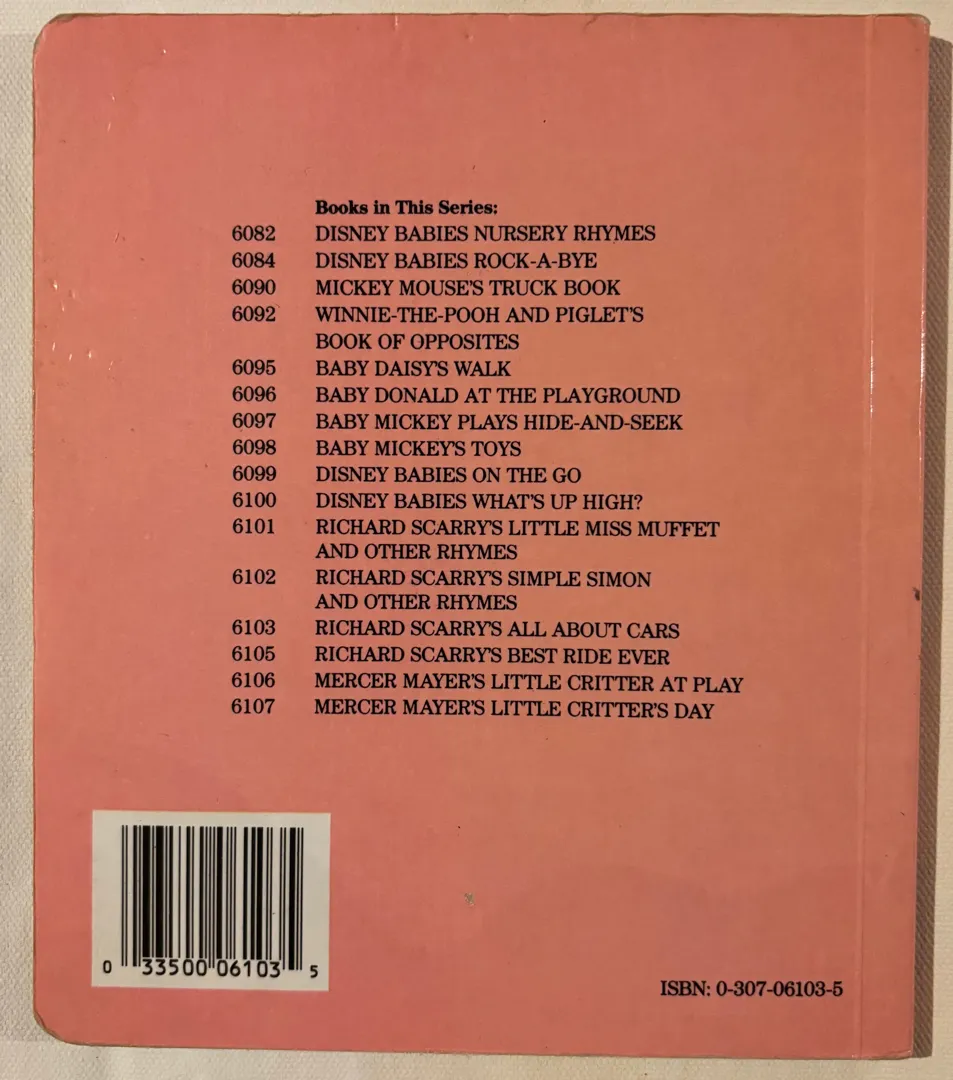 Books in This Series:
6082 DISNEY BABIES NURSERY RHYMES
6084 DISNEY BABIES ROCK-A-BYE
6090 MICKEY MOUSE'S TRUCK BOOK
6092 WINNIE-THE-POOH AND PIGLET'S
BOOK OF OPPOSITES
6095 BABY DAISY'S WALK
6096 BABY DONALD AT THE PLAYGROUND
6097 BABY MICKEY PLAYS HIDE-AND-SEEK
6098 BABY MICKEY'S TOYS
6099 DISNEY BABIES ON THE GO
6100 DISNEY BABIES WHAT'S UP HIGH?
6101 RICHARD SCARRY'S LITTLE MISS MUFFET
AND OTHER RHYMES
6102 RICHARD SCARRY'S SIMPLE SIMON
AND OTHER RHYMES
6103 RICHARD SCARRY'S ALL ABOUT CARS
6105 RICHARD SCARRY'S BEST RIDE EVER
6106 MERCER MAYER'S LITTLE CRITTER AT PLAY
6107 MERCER MAYER'S LITTLE CRITTER'S DAY
0 33500 06103 5
ISBN: 0-307-06103-5